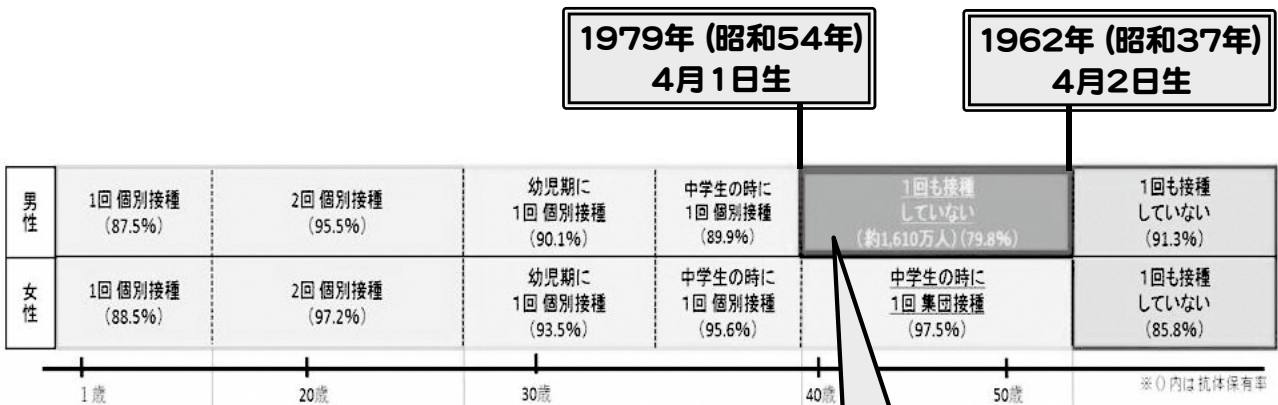 1979年 (昭和54年)
4月1日生
1962年 (昭和37年)
4月2日生
男性
1回 個別接種
(87.5%)
2回 個別接種
(95.5%)
幼児期に
1回 個別接種
(90.1%)
中学生の時に
1回 個別接種
(89.9%)
1回も接種
していない
(約1,610万人)(79.8%)
1回も接種
していない
(91.3%)
女性
1回 個別接種
(88.5%)
2回 個別接種
(97.2%)
幼児期に
1回 個別接種
(93.5%)
中学生の時に
1回 個別接種
(95.6%)
中学生の時に
1回 集団接種
(97.5%)
1回も接種
していない
(85.8%)
1歳
20歳
30歳
40歳
50歳
※()内は抗体保有率